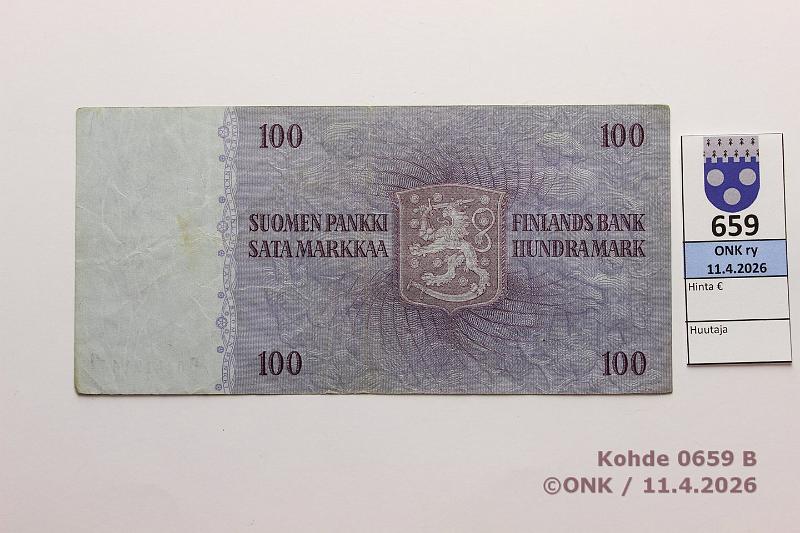 100 100
SUOMEN PANKKI FINLANDS BANK
SATA MARKKAA HUNDRA MARK
100 100
659
ONK ry
11.4.2026
Hinta €
Huutaja
Kohde 0659 B
©ONK / 11.4.2026